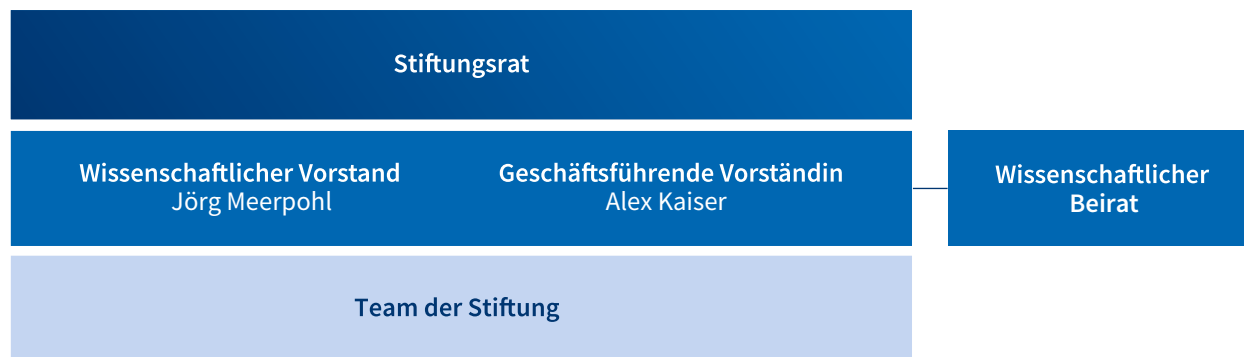 Stiftungsrat
Wissenschaftlicher Vorstand
Jörg Meerpohl
Geschäftsführende Vorständin
Alex Kaiser
Wissenschaftlicher
Beirat
Team der Stiftung